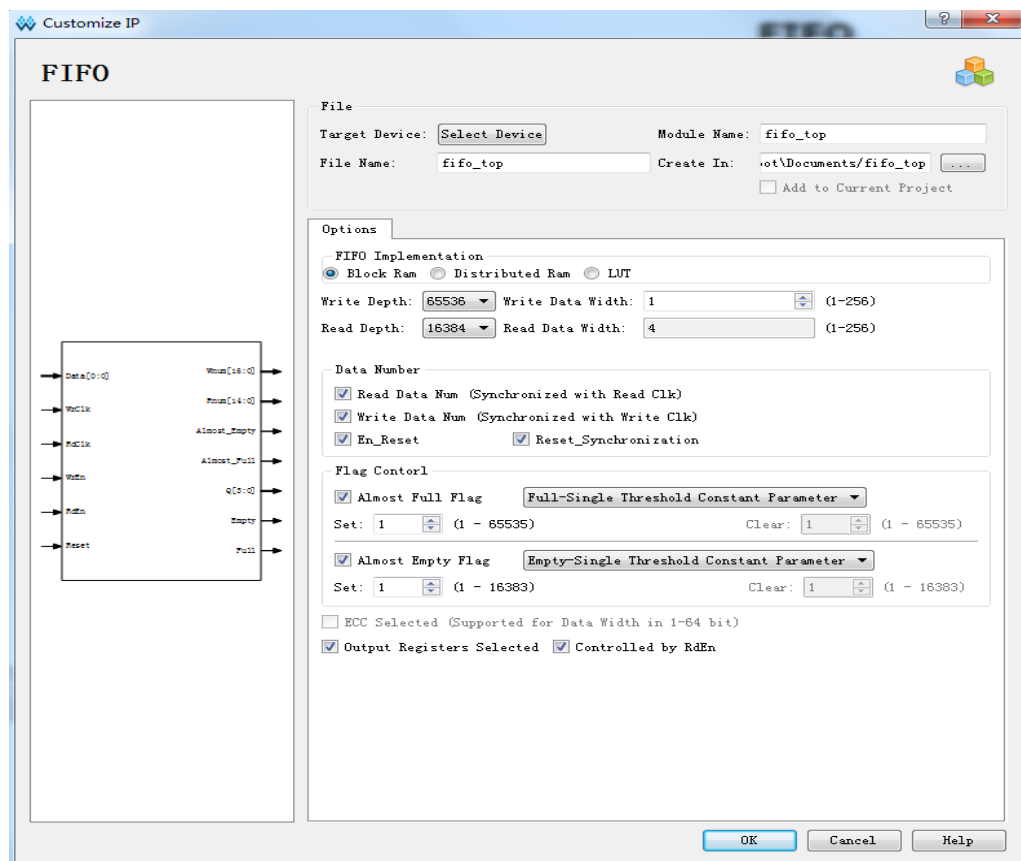 Customize IP
FIFO
File
Target Device: Select Device Module Name: fifo_top
File Name: fifo_top Create In: ot\Documents/fifo_top ...
Add to Current Project
Options
FIFO Implementation
Block Ram Distributed Ram LUT
Write Depth: 65536 Write Data Width: 1 (1-256)
Read Depth: 16384 Read Data Width: 4 (1-256)
Data Number
Read Data Num (Synchronized with Read Clk)
Write Data Num (Synchronized with Write Clk)
En_Reset Reset_Synchronization
Flag Contorl
Almost Full Flag Full-Single Threshold Constant Parameter
Set: 1 (1 - 65535) Clear: 1 (1 - 65535)
Almost Empty Flag Empty-Single Threshold Constant Parameter
Set: 1 (1 - 16383) Clear: 1 (1 - 16383)
ECC Selected (Supported for Data Width in 1-64 bit)
Output Registers Selected Controlled by RdEn
Data[0:0] Wnum[16:0]
WrClk Rnum[14:0]
RdClk Almost_Empty
WrEn Almost_Full
RdEn Q[3:0]
Reset Empty
Full
OK Cancel Help